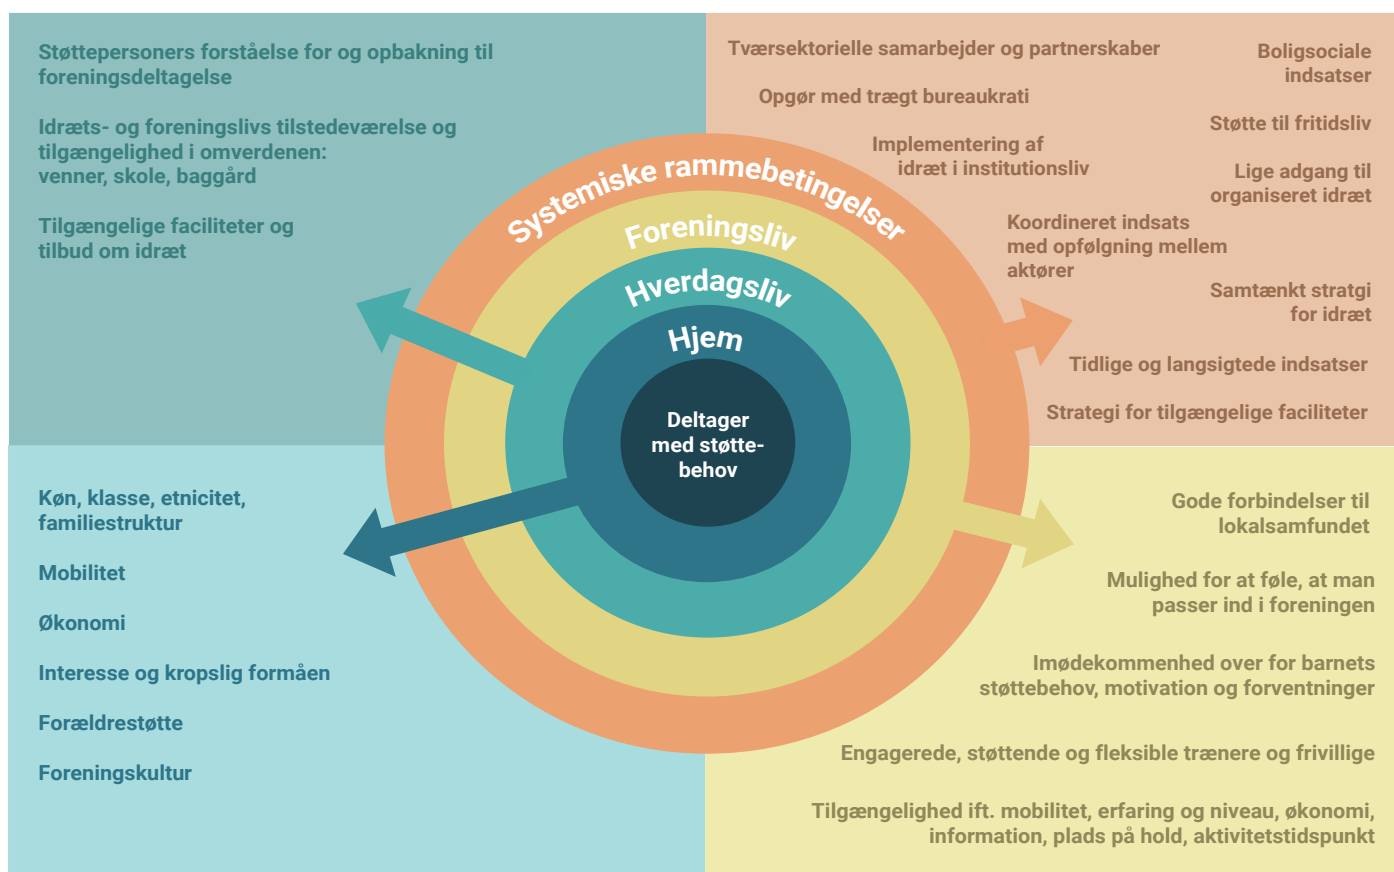 Støttepersoners forståelse for og opbakning til
foreningsdeltagelse
Idræts- og foreningslivs tilstedeværelse og
tilgængelighed i omverdenen:
venner, skole, baggård
Tilgængelige faciliteter og
tilbud om idræt
Tværsektorielle samarbejder og partnerskaber
Boligsociale
indsatser
Opgør med trægt bureaukrati
Støtte til fritidsliv
Implementering af
idræt i institutionsliv
Lige adgang til
organiseret idræt
Koordineret indsats
med opfølgning mellem
aktører
Samtænkt stratgi
for idræt
Tidlige og langsigtede indsatser
Strategi for tilgængelige faciliteter
Systemiske rammebetingelser
Foreningsliv
Hverdagsliv
Hjem
Deltager
med støtte-
behov
Køn, klasse, etnicitet,
familiestruktur
Mobilitet
Økonomi
Interesse og kropslig formåen
Forældrestøtte
Foreningskultur
Gode forbindelser til
lokalsamfundet
Mulighed for at føle, at man
passer ind i foreningen
Imødekommenhed over for barnets
støttebehov, motivation og forventninger
Engagerede, støttende og fleksible trænere og frivillige
Tilgængelighed ift. mobilitet, erfaring og niveau, økonomi,
information, plads på hold, aktivitetstidspunkt